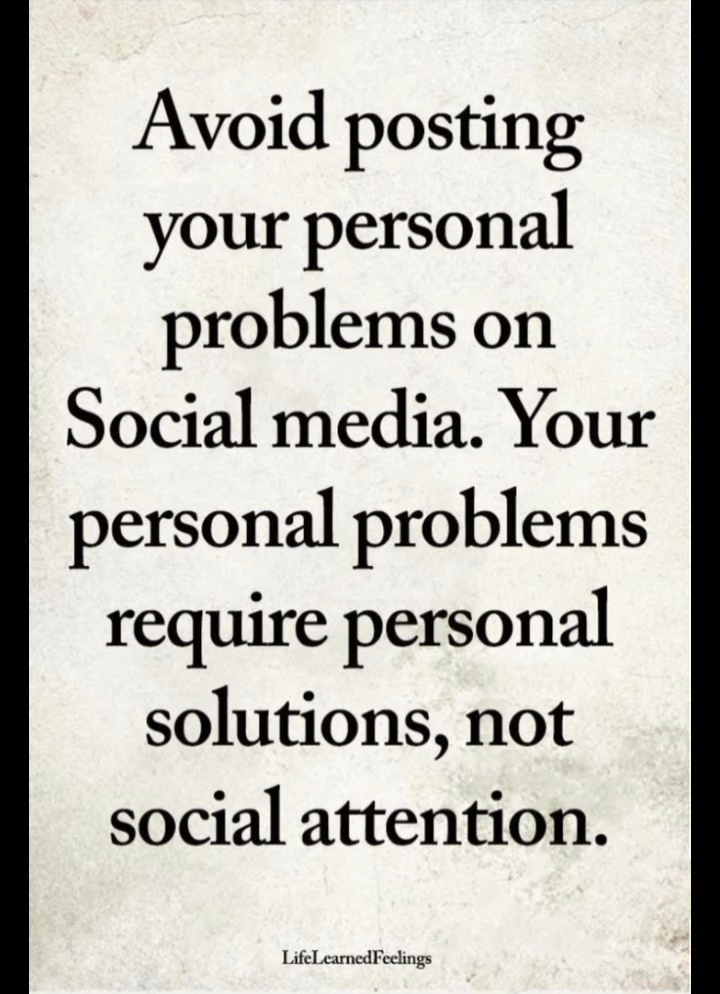 Avoid posting
your personal
problems on
Social media. Your
personal problems
require personal
solutions, not
social attention.
LifeLearnedFeelings